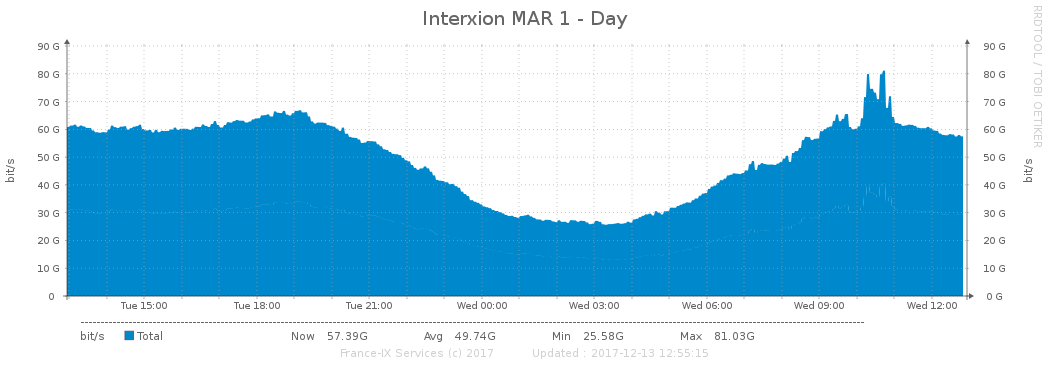 Interxion MAR 1 - Day
RRDTOOL / TOBI OETIKER
bit/s
90 G 90 G
80 G 80 G
70 G 70 G
60 G 60 G
50 G 50 G
40 G 40 G
30 G 30 G
20 G 20 G
10 G 10 G
0 0 G
bit/s
Tue 15:00 Tue 18:00 Tue 21:00 Wed 00:00 Wed 03:00 Wed 06:00 Wed 09:00 Wed 12:00
bit/s Total Now 57.39G Avg 49.74G Min 25.58G Max 81.03G
France-IX Services (c) 2017 Updated : 2017-12-13 12:55:15